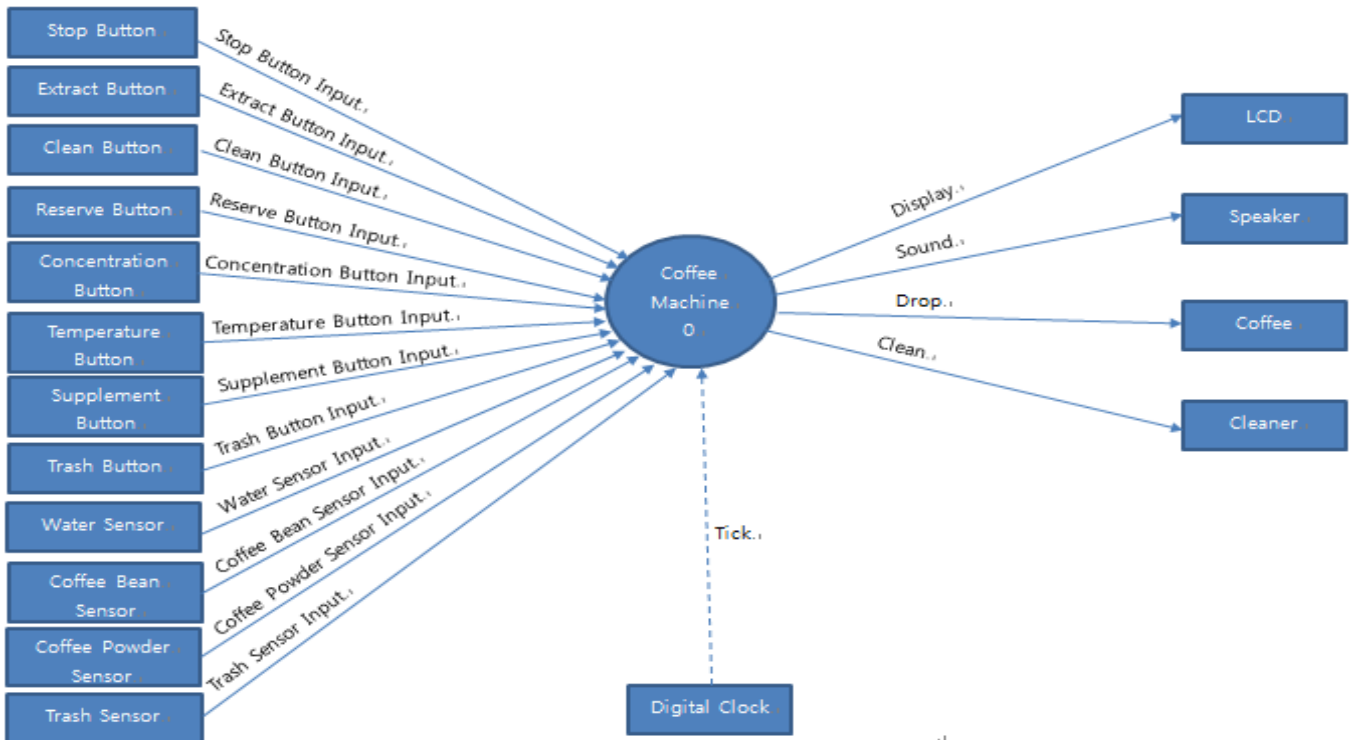 Stop Button
Extract Button
Clean Button
Reserve Button
Concentration
Button
Temperature
Button
Supplement
Button
Trash Button
Water Sensor
Coffee Bean
Sensor
Coffee Powder
Sensor
Trash Sensor
Stop Button Input.
Extract Button Input.
Clean Button Input.
Reserve Button Input.
Concentration Button Input.
Temperature Button Input.
Supplement Button Input.
Trash Button Input.
Water Sensor Input.
Coffee Bean Sensor Input.
Coffee Powder Sensor Input.
Trash Sensor Input.
Coffee
Machine
0
Tick.
Digital Clock
Display.
Sound.
Drop.
Clean.
LCD
Speaker
Coffee
Cleaner